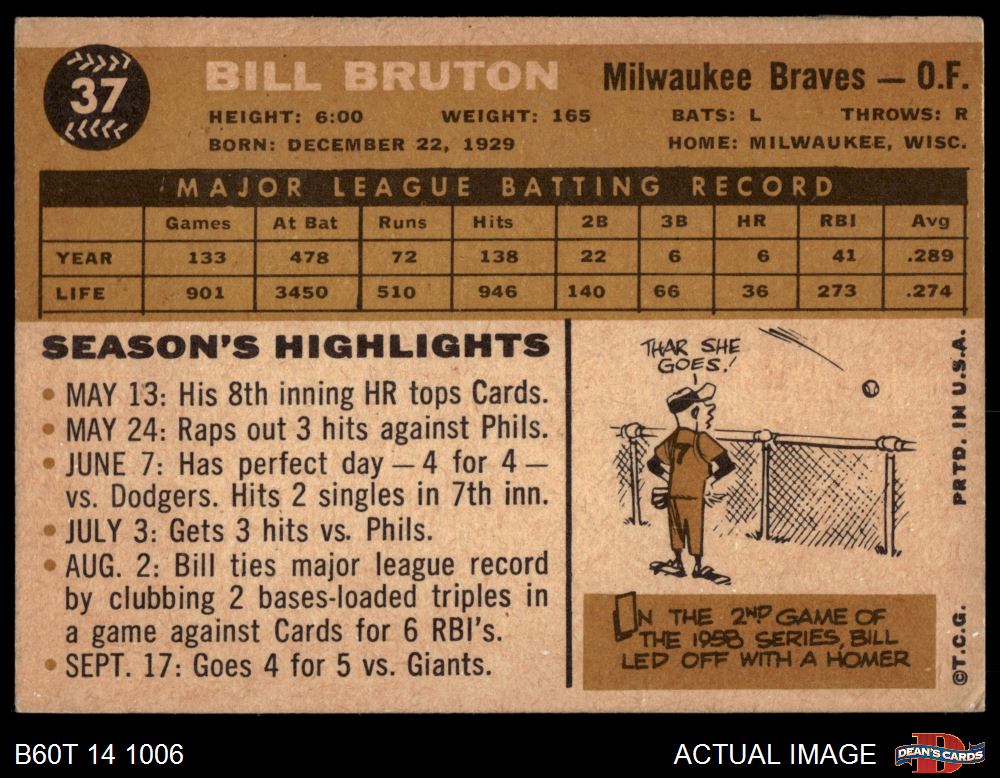 37
BILL BRUTON
Milwaukee Braves — O.F.
HEIGHT: 6:00 WEIGHT: 165 BATS: L THROWS: R
BORN: DECEMBER 22, 1929 HOME: MILWAUKEE, WISC.
MAJOR LEAGUE BATTING RECORD
Games At Bat Runs Hits 2B 3B HR RBI Avg
YEAR 133 478 72 138 22 6 6 41 .289
LIFE 901 3450 510 946 140 66 36 273 .274
SEASON'S HIGHLIGHTS
• MAY 13: His 8th inning HR tops Cards.
• MAY 24: Raps out 3 hits against Phils.
• JUNE 7: Has perfect day — 4 for 4 —
vs. Dodgers. Hits 2 singles in 7th inn.
• JULY 3: Gets 3 hits vs. Phils.
• AUG. 2: Bill ties major league record
by clubbing 2 bases-loaded triples in
a game against Cards for 6 RBI's.
• SEPT. 17: Goes 4 for 5 vs. Giants.
THAR SHE
GOES!
7
ON THE 2ND GAME OF
THE 1958 SERIES, BILL
LED OFF WITH A HOMER
PRTD. IN U.S.A.
©T.C.G.
B60T 14 1006
ACTUAL IMAGE
DEAN'S CARDS